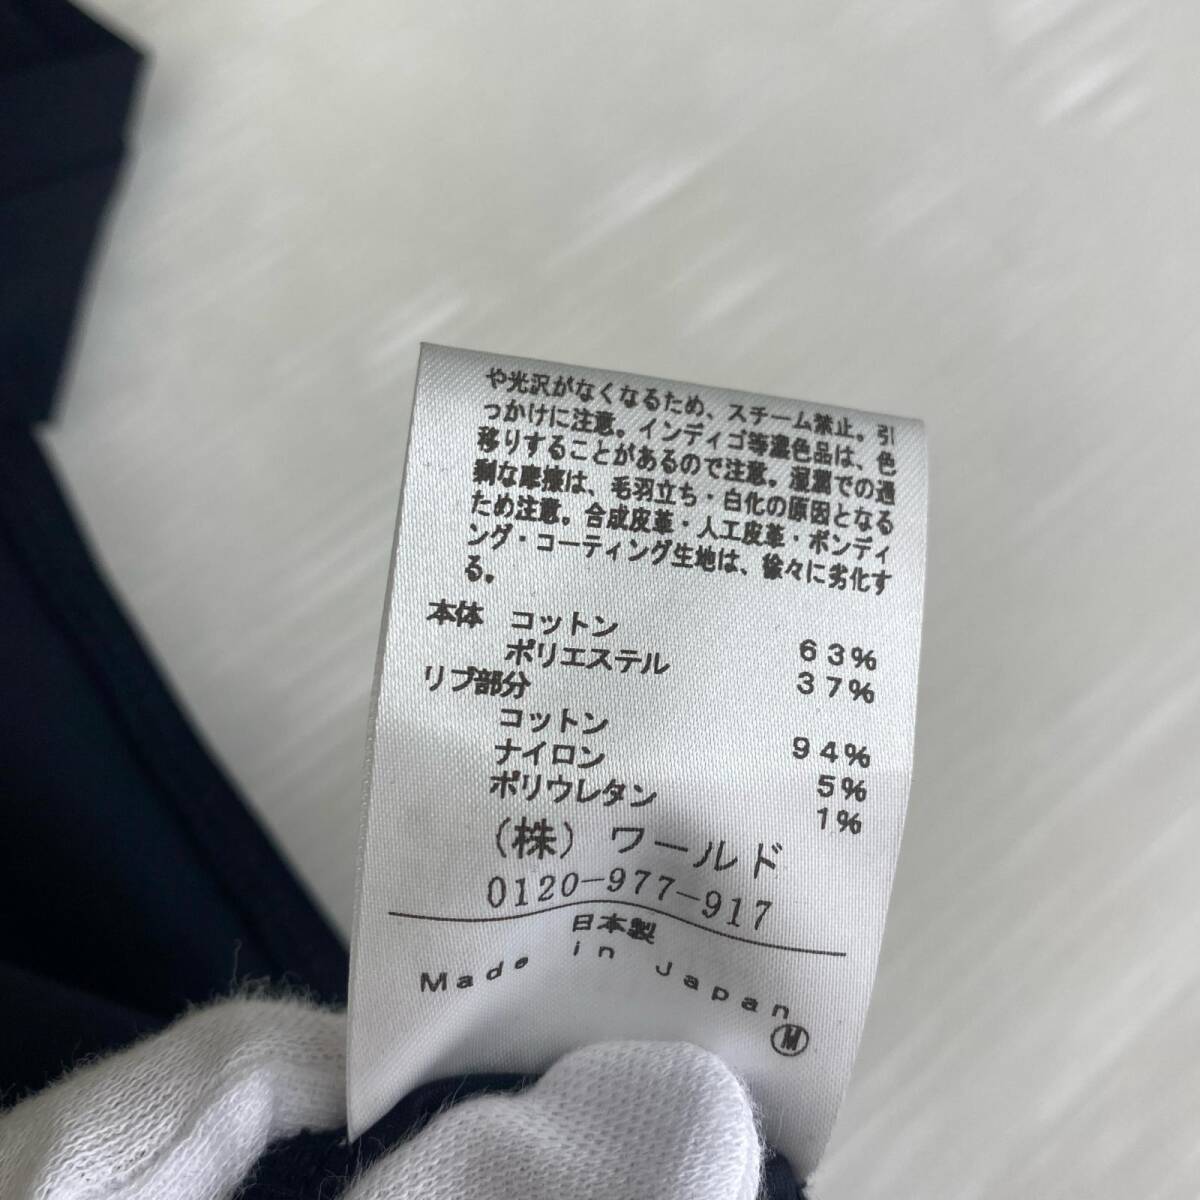 や光沢がなくなるため、スチーム禁止。引
っかけに注意。インディゴ等濃色品は、色
移りすることがあるので注意。湿潤での過
剰な摩擦は、毛羽立ち・白化の原因となる
ため注意。合成皮革・人工皮革・ボンディ
ング・コーティング生地は、徐々に劣化す
る。
本体 コットン 63%
ポリエステル 37%
リブ部分
コットン 94%
ナイロン 5%
ポリウレタン 1%
(株) ワールド
0120-977-917
日本製
Made in Japan
M